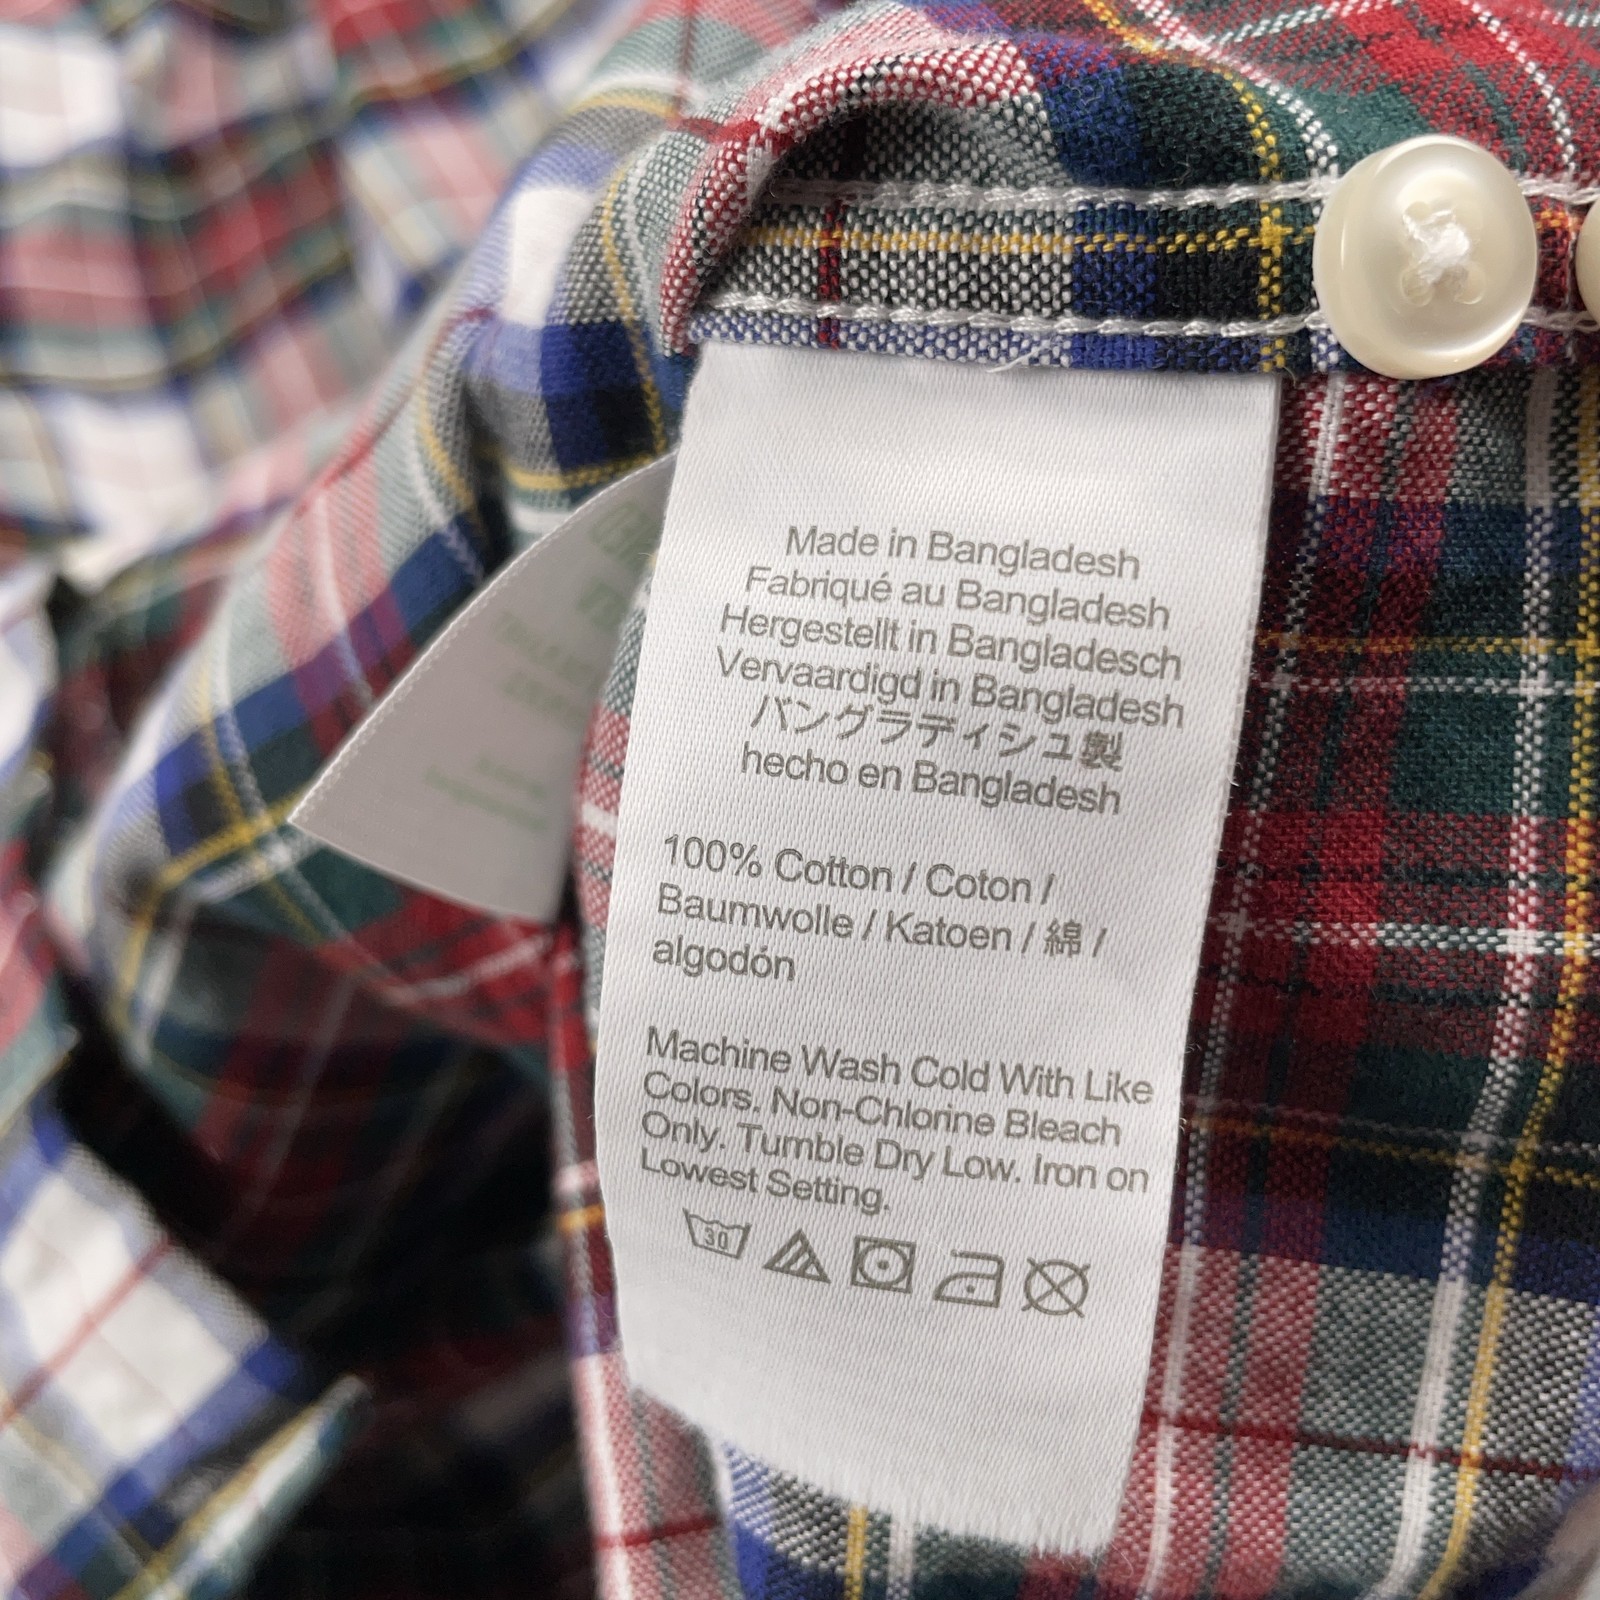 Made in Bangladesh
Fabriqué au Bangladesh
Hergestellt in Bangladesch
Vervaardigd in Bangladesh
バングラディシュ製
hecho en Bangladesh
100% Cotton / Coton /
Baumwolle / Katoen / 綿 /
algodón
Machine Wash Cold With Like
Colors. Non-Chlorine Bleach
Only. Tumble Dry Low. Iron on
Lowest Setting.
30